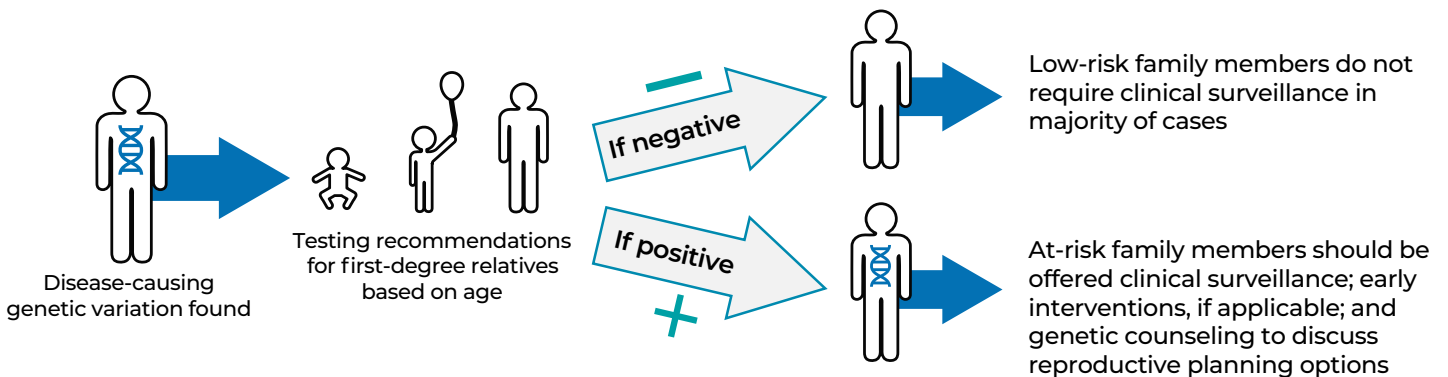 Disease-causing
genetic variation found
Testing recommendations
for first-degree relatives
based on age
If negative
If positive
Low-risk family members do not
require clinical surveillance in
majority of cases
At-risk family members should be
offered clinical surveillance; early
interventions, if applicable; and
genetic counseling to discuss
reproductive planning options